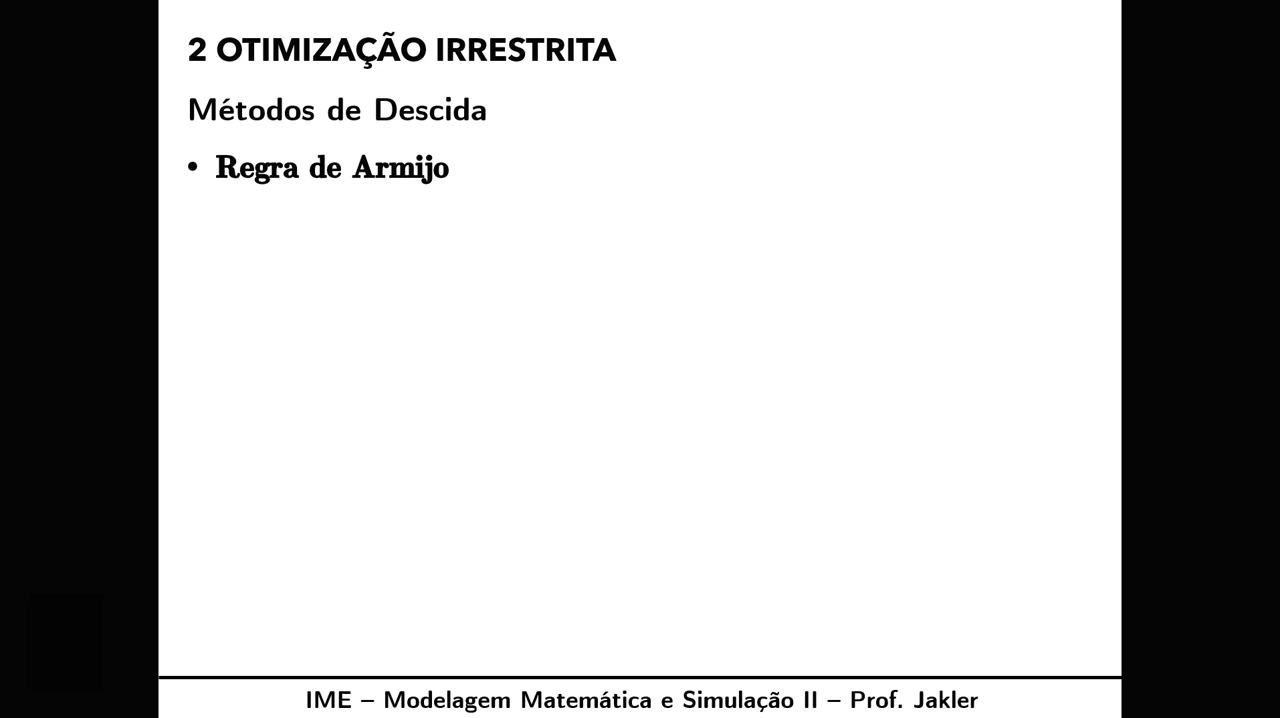 2 OTIMIZAÇÃO IRRESTRITA
Métodos de Descida
• Regra de Armijo
IME – Modelagem Matemática e Simulação II – Prof. Jakler